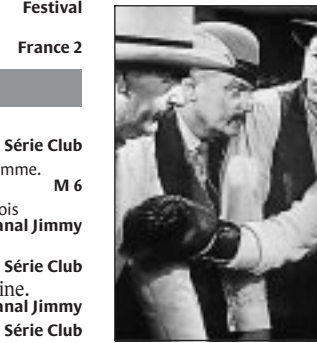 Festival
France 2
Série Club
mme.
M 6
ois
anal Jimmy
Série Club
ine.
anal Jimmy
Série Club